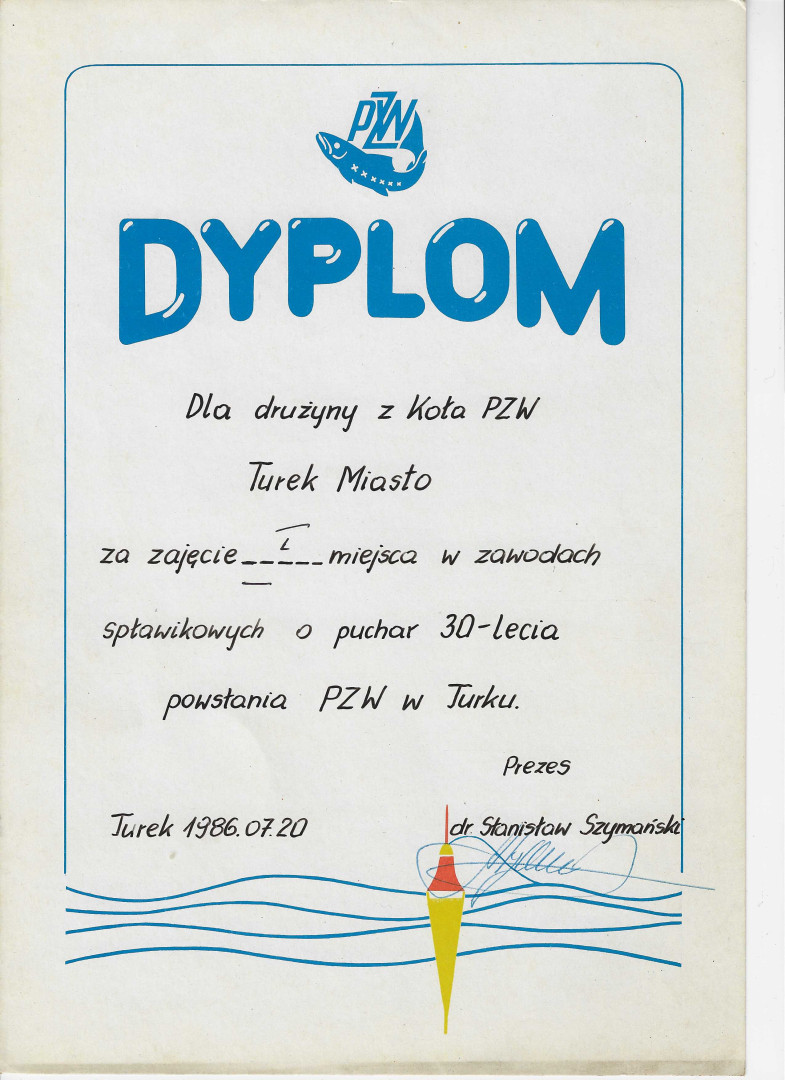 PZW
DYPLOM
Dla drużyny z Koła PZW
Turek Miasto
za zajęcie __I__ miejsca w zawodach
spławikowych o puchar 30-lecia
powstania PZW w Turku.
Prezes
Turek 1986.07.20 dr Stanisław Szymański